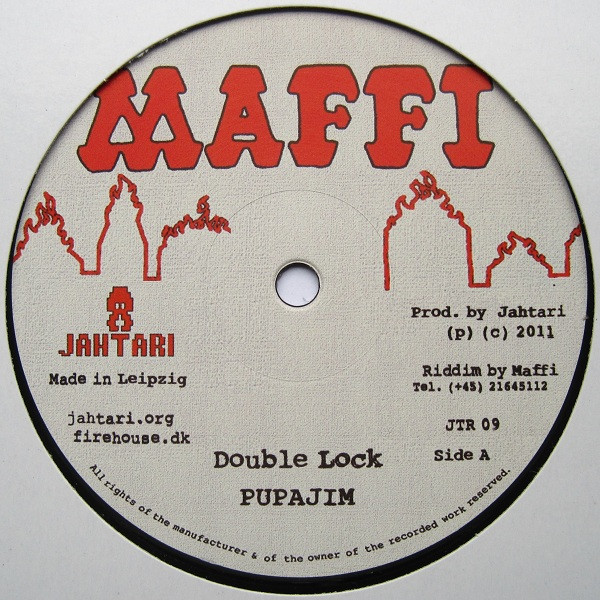 MAFFI
JAHTARI
Made in Leipzig
jahtari.org
firehouse.dk
Prod. by Jahtari
(p) (c) 2011
Riddim by Maffi
Tel. (+45) 21645112
JTR 09
Side A
Double Lock
PUPAJIM
All rights of the manufacturer & of the owner of the recorded work reserved.